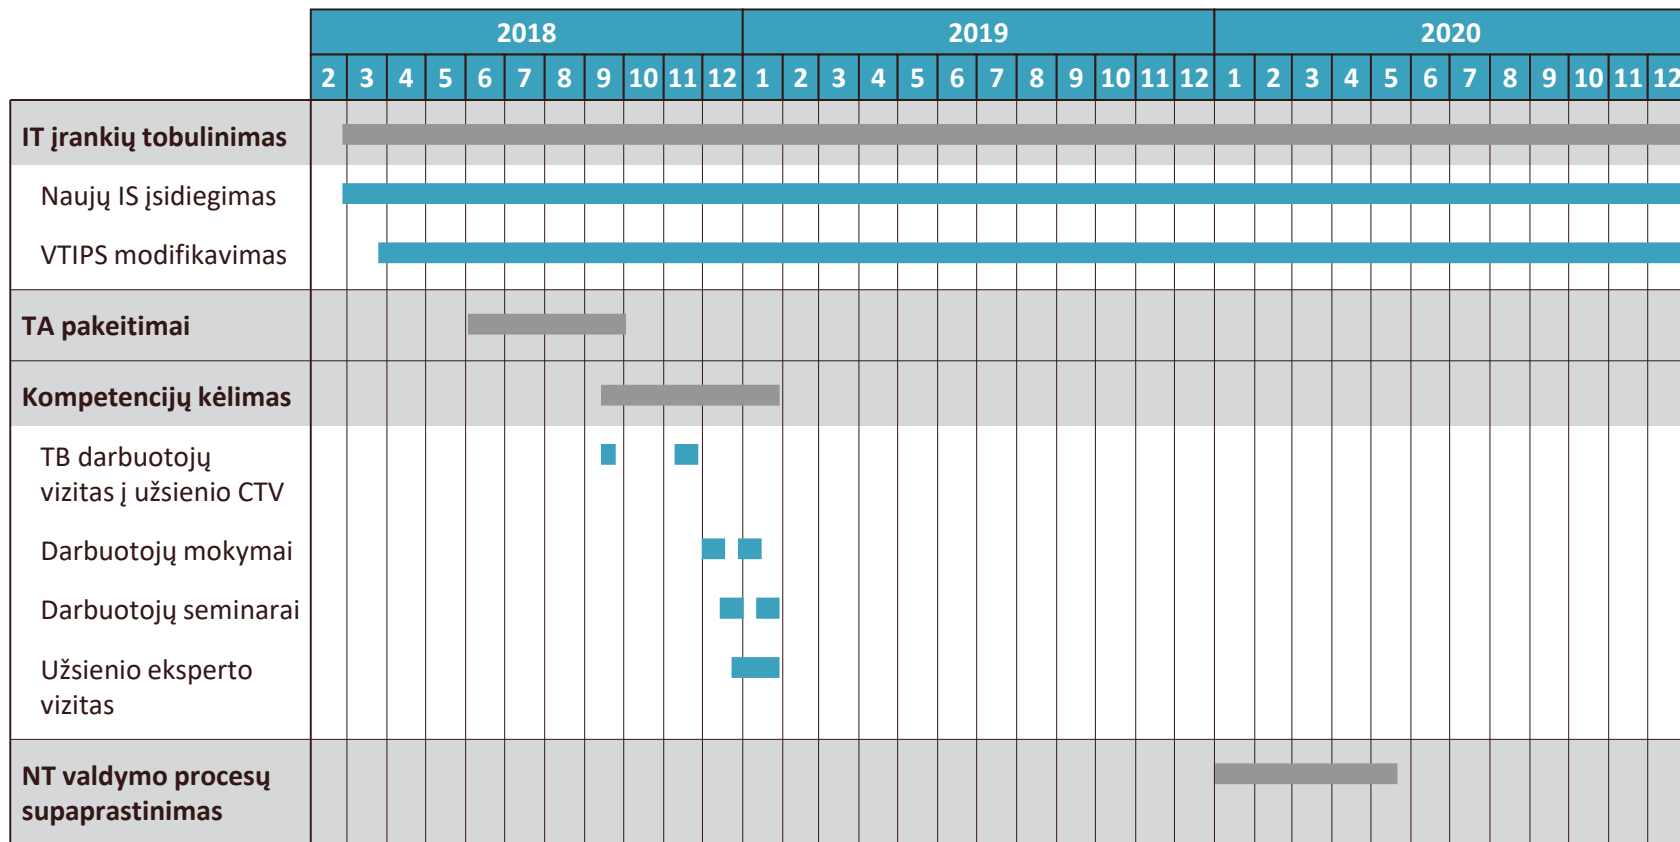 2018 2019 2020
2 3 4 5 6 7 8 9 10 11 12 1 2 3 4 5 6 7 8 9 10 11 12 1 2 3 4 5 6 7 8 9 10 11 12
IT įrankių tobulinimas
Naujų IS įsidiegimas
VTIPS modifikavimas
TA pakeitimai
Kompetencijų kėlimas
TB darbuotojų
vizitas į užsienio CTV
Darbuotojų mokymai
Darbuotojų seminarai
Užsienio eksperto
vizitas
NT valdymo procesų
supaprastinimas